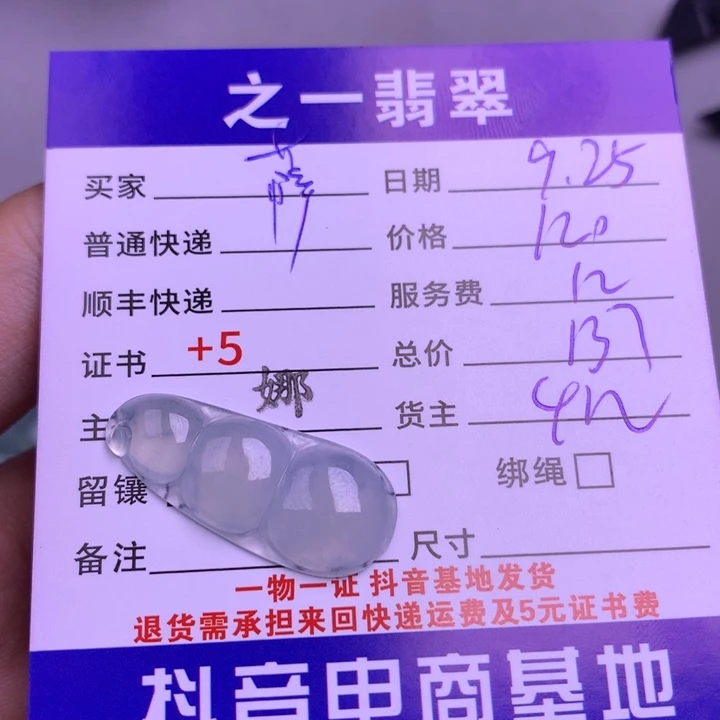 之一翡翠
买家 日期 9.25
普通快递 价格 120
顺丰快递 服务费 12
证书 +5 总价 137
主 娜 货主
留镶 绑绳
备注 尺寸
一物一证 抖音基地发货
退货需承担来回快递运费及5元证书费
抖音电商基地